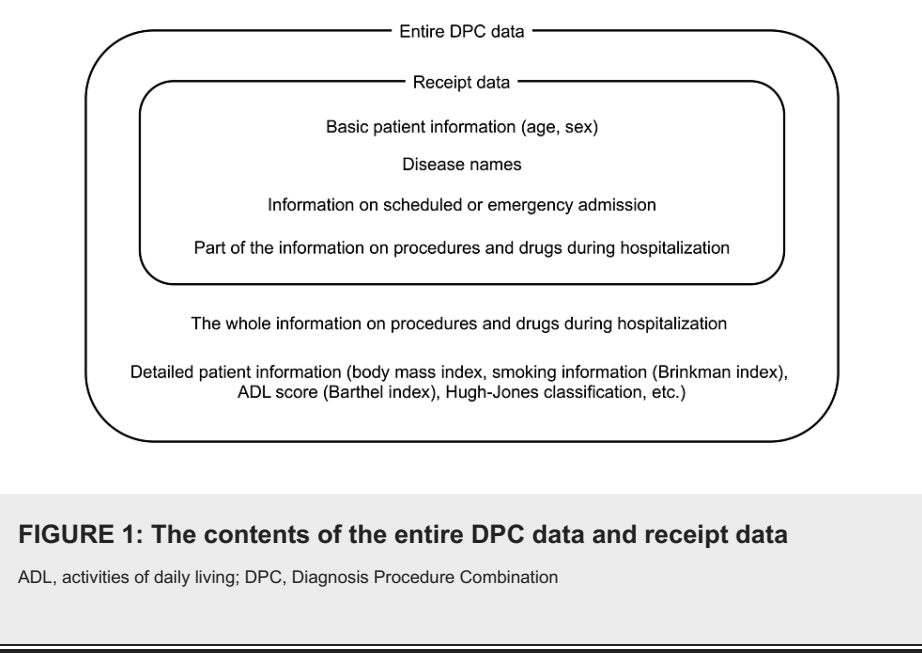 Entire DPC data
Receipt data
Basic patient information (age, sex)
Disease names
Information on scheduled or emergency admission
Part of the information on procedures and drugs during hospitalization
The whole information on procedures and drugs during hospitalization
Detailed patient information (body mass index, smoking information (Brinkman index),
ADL score (Barthel index), Hugh-Jones classification, etc.)
FIGURE 1: The contents of the entire DPC data and receipt data
ADL, activities of daily living; DPC, Diagnosis Procedure Combination